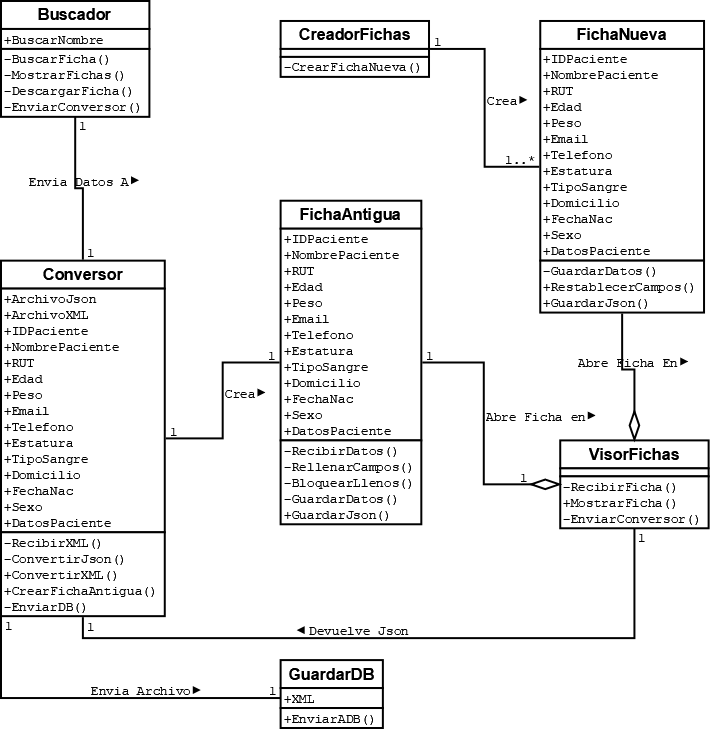 Buscador
+BuscarNombre
-BuscarFicha()
-MostrarFichas()
-DescargarFicha()
-EnviarConversor()
1
Envia Datos A
1
CreadorFichas
-CrearFichaNueva()
1
Crea
1..*
FichaNueva
+IDPaciente
+NombrePaciente
+RUT
+Edad
+Peso
+Email
+Telefono
+Estatura
+TipoSangre
+Domicilio
+FechaNac
+Sexo
+DatosPaciente
-GuardarDatos()
+RestablecerCampos()
+GuardarJson()
Abre Ficha En
Conversor
+ArchivoJson
+ArchivoXML
+IDPaciente
+NombrePaciente
+RUT
+Edad
+Peso
+Email
+Telefono
+Estatura
+TipoSangre
+Domicilio
+FechaNac
+Sexo
+DatosPaciente
-RecibirXML()
-ConvertirJson()
+ConvertirXML()
+CrearFichaAntigua()
-EnviarDB()
1
Crea
1
FichaAntigua
+IDPaciente
+NombrePaciente
+RUT
+Edad
+Peso
+Email
+Telefono
+Estatura
+TipoSangre
+Domicilio
+FechaNac
+Sexo
+DatosPaciente
-RecibirDatos()
-RellenarCampos()
-BloquearLlenos()
-GuardarDatos()
+GuardarJson()
1
Abre Ficha en
1
VisorFichas
-RecibirFicha()
+MostrarFicha()
-EnviarConversor()
1
Devuelve Json
1
1
Envia Archivo
1
GuardarDB
+XML
+EnviarADB()